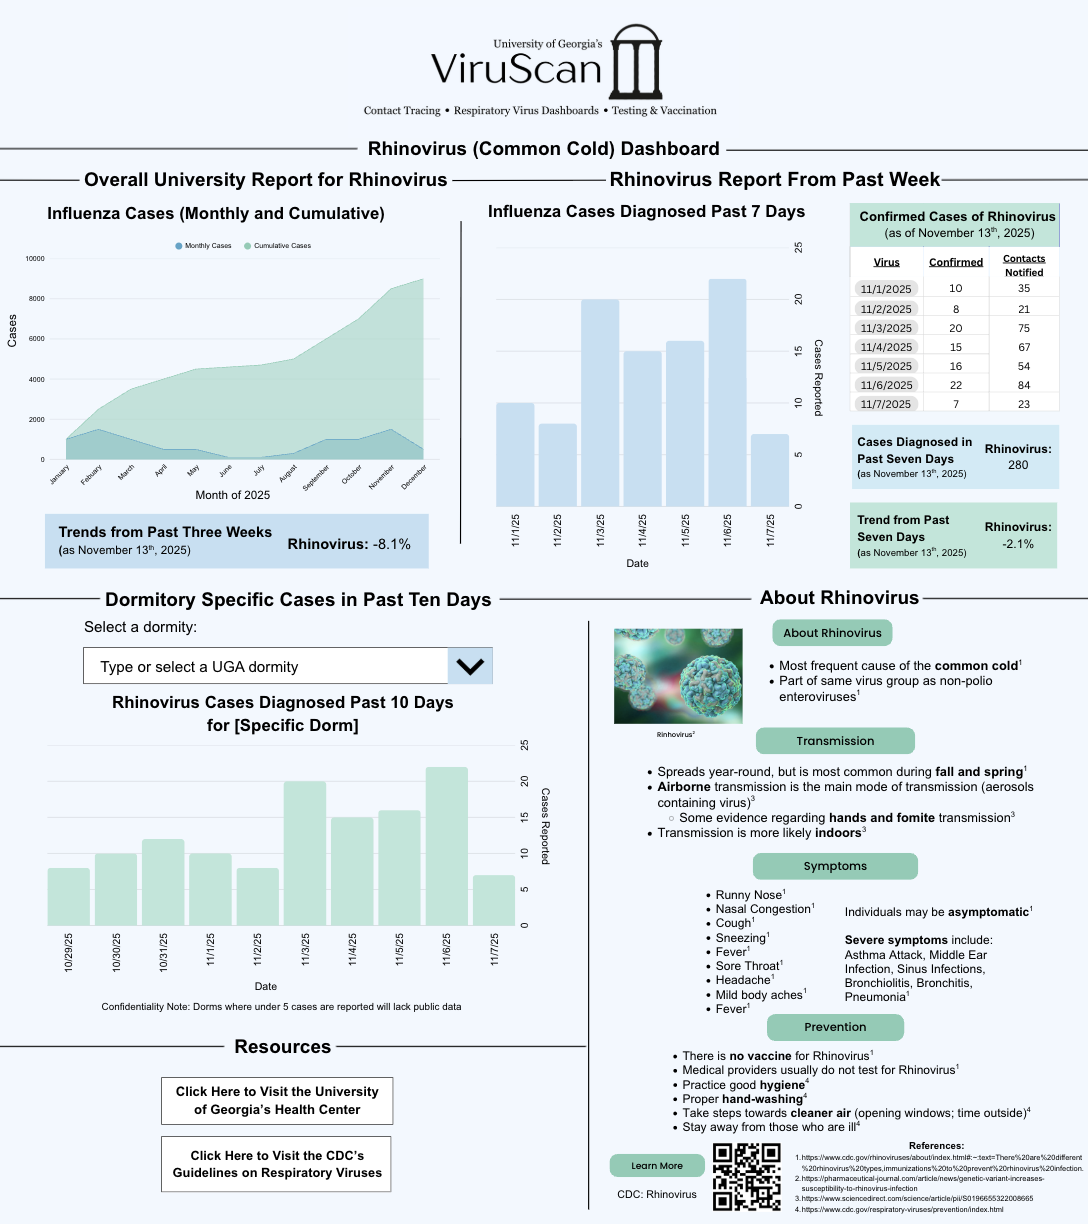 University of Georgia's
ViruScan
Contact Tracing • Respiratory Virus Dashboards • Testing & Vaccination
Rhinovirus (Common Cold) Dashboard
Overall University Report for Rhinovirus
Influenza Cases (Monthly and Cumulative)
Monthly Cases
Cumulative Cases
Cases
10000
8000
6000
4000
2000
0
January
Febuary
March
April
May
June
July
August
September
October
November
December
Month of 2025
Trends from Past Three Weeks
(as November 13th, 2025)
Rhinovirus: -8.1%
Rhinovirus Report From Past Week
Influenza Cases Diagnosed Past 7 Days
25
20
15
10
5
0
Cases Reported
11/1/25
11/2/25
11/3/25
11/4/25
11/5/25
11/6/25
11/7/25
Date
Confirmed Cases of Rhinovirus
(as of November 13th, 2025)
Virus Confirmed Contacts
Notified
11/1/2025 10 35
11/2/2025 8 21
11/3/2025 20 75
11/4/2025 15 67
11/5/2025 16 54
11/6/2025 22 84
11/7/2025 7 23
Cases Diagnosed in
Past Seven Days
(as November 13th, 2025)
Rhinovirus:
280
Trend from Past
Seven Days
(as November 13th, 2025)
Rhinovirus:
-2.1%
Dormitory Specific Cases in Past Ten Days
Select a dormity:
Type or select a UGA dormity
Rhinovirus Cases Diagnosed Past 10 Days
for [Specific Dorm]
25
20
15
10
5
0
Cases Reported
10/29/25
10/30/25
10/31/25
11/1/25
11/2/25
11/3/25
11/4/25
11/5/25
11/6/25
11/7/25
Date
Confidentiality Note: Dorms where under 5 cases are reported will lack public data
Resources
Click Here to Visit the University
of Georgia's Health Center
Click Here to Visit the CDC's
Guidelines on Respiratory Viruses
About Rhinovirus
Rinhovirus2
About Rhinovirus
• Most frequent cause of the common cold1
• Part of same virus group as non-polio
enteroviruses1
Transmission
• Spreads year-round, but is most common during fall and spring1
• Airborne transmission is the main mode of transmission (aerosols
containing virus)3
○ Some evidence regarding hands and fomite transmission3
• Transmission is more likely indoors3
Symptoms
• Runny Nose1
• Nasal Congestion1
• Cough1
• Sneezing1
• Fever1
• Sore Throat1
• Headache1
• Mild body aches1
• Fever1
Individuals may be asymptomatic1
Severe symptoms include:
Asthma Attack, Middle Ear
Infection, Sinus Infections,
Bronchiolitis, Bronchitis,
Pneumonia1
Prevention
• There is no vaccine for Rhinovirus1
• Medical providers usually do not test for Rhinovirus1
• Practice good hygiene4
• Proper hand-washing4
• Take steps towards cleaner air (opening windows; time outside)4
• Stay away from those who are ill4
Learn More
CDC: Rhinovirus
References:
1. https://www.cdc.gov/rhinoviruses/about/index.html#:~:text=There%20are%20different
%20rhinovirus%20types,immunizations%20to%20prevent%20rhinovirus%20infection.
2. https://pharmaceutical-journal.com/article/news/genetic-variant-increases-
susceptibility-to-rhinovirus-infection
3. https://www.sciencedirect.com/science/article/pii/S0196655322008665
4. https://www.cdc.gov/respiratory-viruses/prevention/index.html